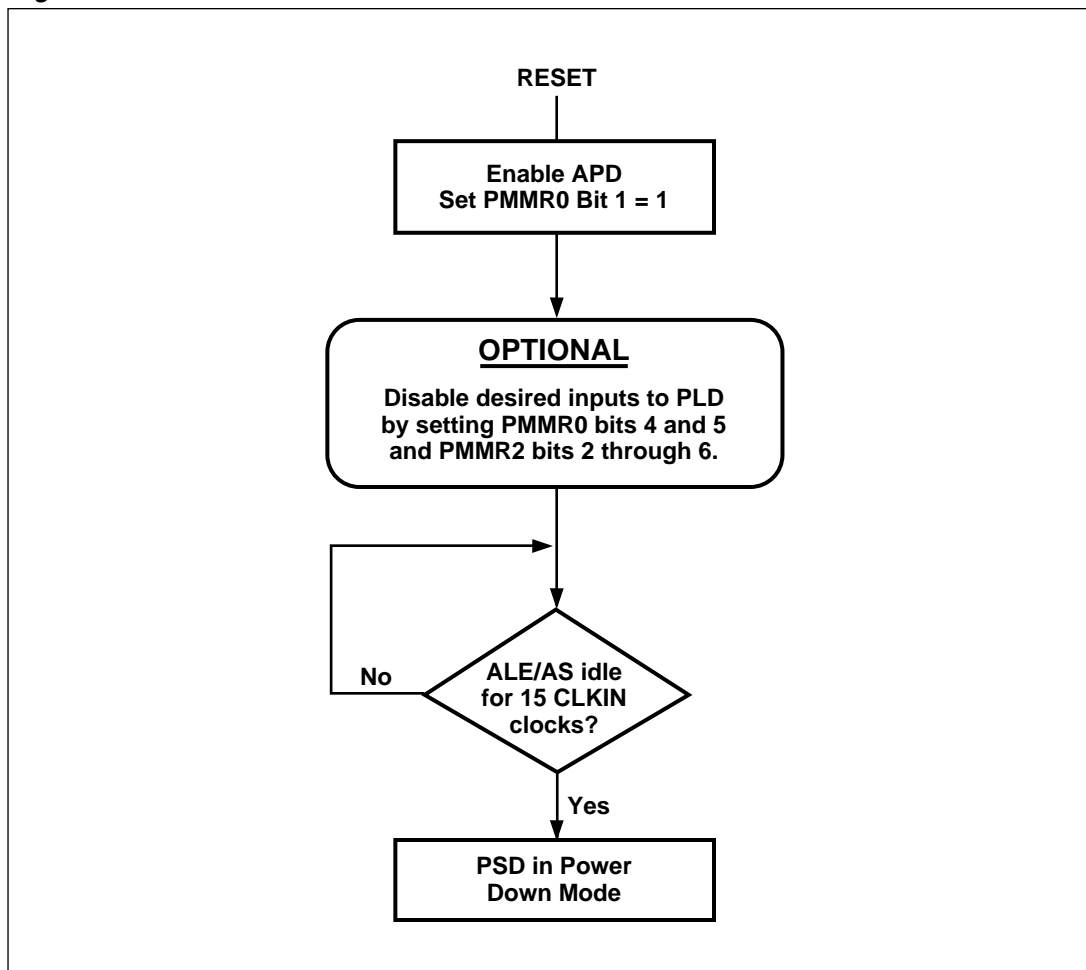 RESET
Enable APD
Set PMMR0 Bit 1 = 1
OPTIONAL
Disable desired inputs to PLD
by setting PMMR0 bits 4 and 5
and PMMR2 bits 2 through 6.
ALE/AS idle
for 15 CLKIN
clocks?
No
Yes
PSD in Power
Down Mode